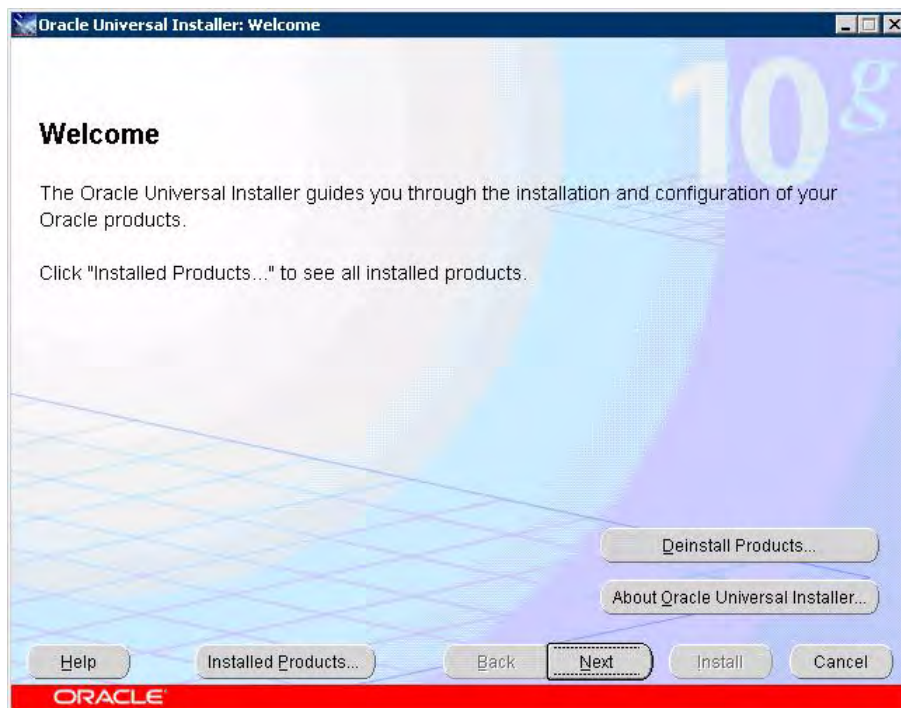 Oracle Universal Installer: Welcome
10g
Welcome
The Oracle Universal Installer guides you through the installation and configuration of your
Oracle products.
Click "Installed Products..." to see all installed products.
Deinstall Products...
About Oracle Universal Installer...
Help Installed Products... Back Next Install Cancel
ORACLE